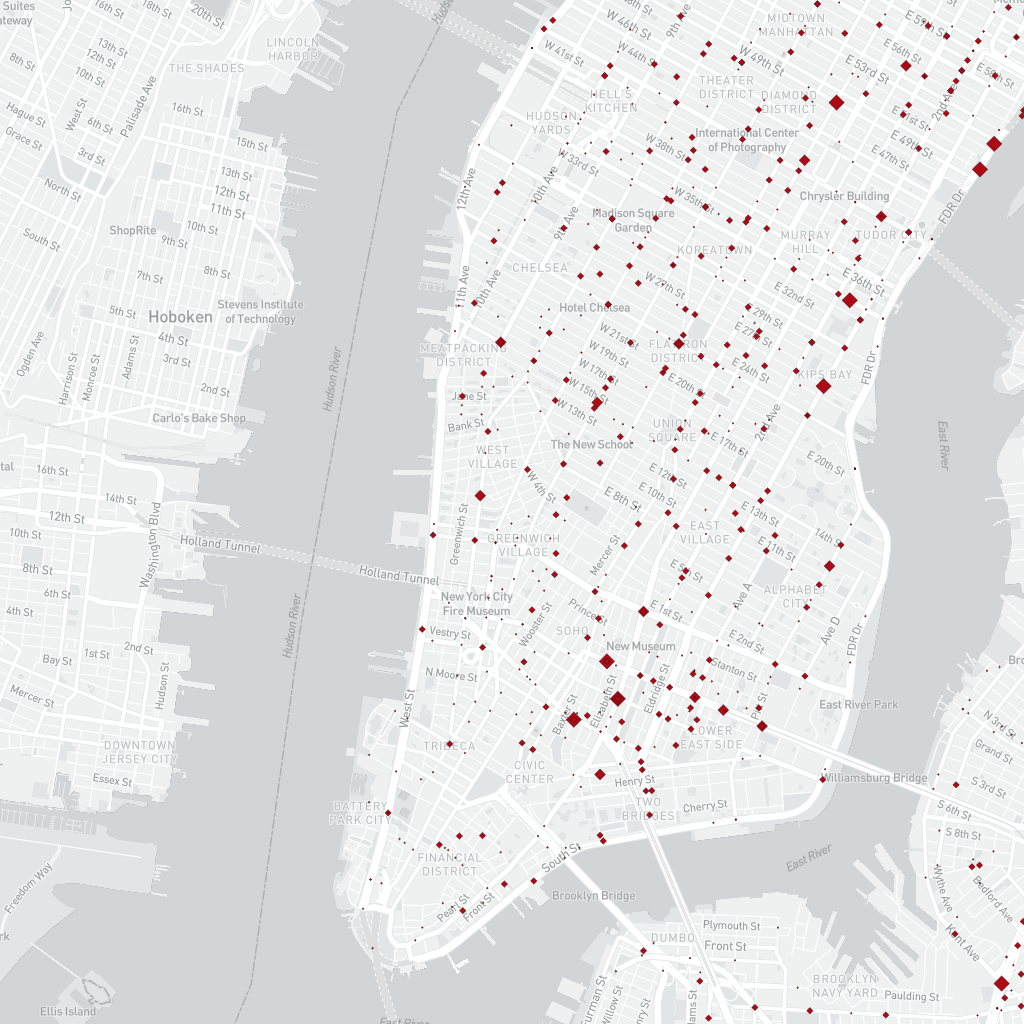 Suites
Gateway
20th St
19th St
18th St
Hudson River
LINCOLN
HARBOR
THE SHADES
13th St
12th St
10th St
West St
Palisade Ave
Hague St
Grace St
16th St
15th St
3rd St
North St
13th St
12th St
11th St
South St
ShopRite
9th St
8th St
7th St
5th St
4th St
3rd St
2nd St
Hoboken
Stevens Institute
of Technology
Ogden Ave
Harrison St
Monroe St
Adams St
Carlo's Bake Shop
16th St
14th St
12th St
10th St
8th St
6th St
4th St
Washington Blvd
Holland Tunnel
Holland Tunnel
2nd St
1st St
Bay St
Mercer St
Hudson St
DOWNTOWN
JERSEY CITY
Essex St
Freedom Way
Ellis Island
Hudson River
Hudson River
W 46th St
9th Ave
W 44th St
W 41st St
W 49th St
MIDTOWN
MANHATTAN
E 59th St
E 58th St
E 56th St
E 53rd St
2nd Ave
THEATER
DISTRICT
DIAMOND
DISTRICT
HELL'S
KITCHEN
HUDSON
YARDS
E 51st St
E 49th St
E 47th St
International Center
of Photography
W 38th St
W 33rd St
12th Ave
10th Ave
9th Ave
W 35th St
Chrysler Building
FDR Dr
Madison Square
Garden
KOREATOWN
MURRAY
HILL
TUDOR CITY
CHELSEA
11th Ave
10th Ave
W 27th St
E 36th St
E 32nd St
Hotel Chelsea
E 29th St
E 27th St
W 21st St
W 19th St
W 17th St
W 15th St
W 13th St
FLATIRON
DISTRICT
MEATPACKING
DISTRICT
KIPS BAY
FDR Dr
E 20th St
Jane St
Bank St
2nd Ave
UNION
SQUARE
E 17th St
The New School
WEST
VILLAGE
W 4th St
E 12th St
E 10th St
E 8th St
E 20th St
East River
E 13th St
14th St
E 11th St
EAST
VILLAGE
Greenwich St
GREENWICH
VILLAGE
Mercer St
E 5th St
ALPHABET
CITY
Ave A
Ave D
FDR Dr
New York City
Fire Museum
Vestry St
Wooster St
Prince St
SOHO
E 1st St
E 2nd St
New Museum
N Moore St
Stanton St
Elizabeth St
Baxter St
Eldridge St
Pitt St
East River Park
West St
TRIBECA
LOWER
EAST SIDE
CIVIC
CENTER
Henry St
TWO
BRIDGES
Cherry St
Williamsburg Bridge
N 3rd St
Grand St
S 3rd St
S 6th St
S 8th St
BATTERY
PARK CITY
FINANCIAL
DISTRICT
South St
Pearl St
Front St
East River
Brooklyn Bridge
Wythe Ave
Bedford Ave
Kent Ave
DUMBO
Plymouth St
Front St
BROOKLYN
NAVY YARD
Paulding St
Furman St
Willow St
East River